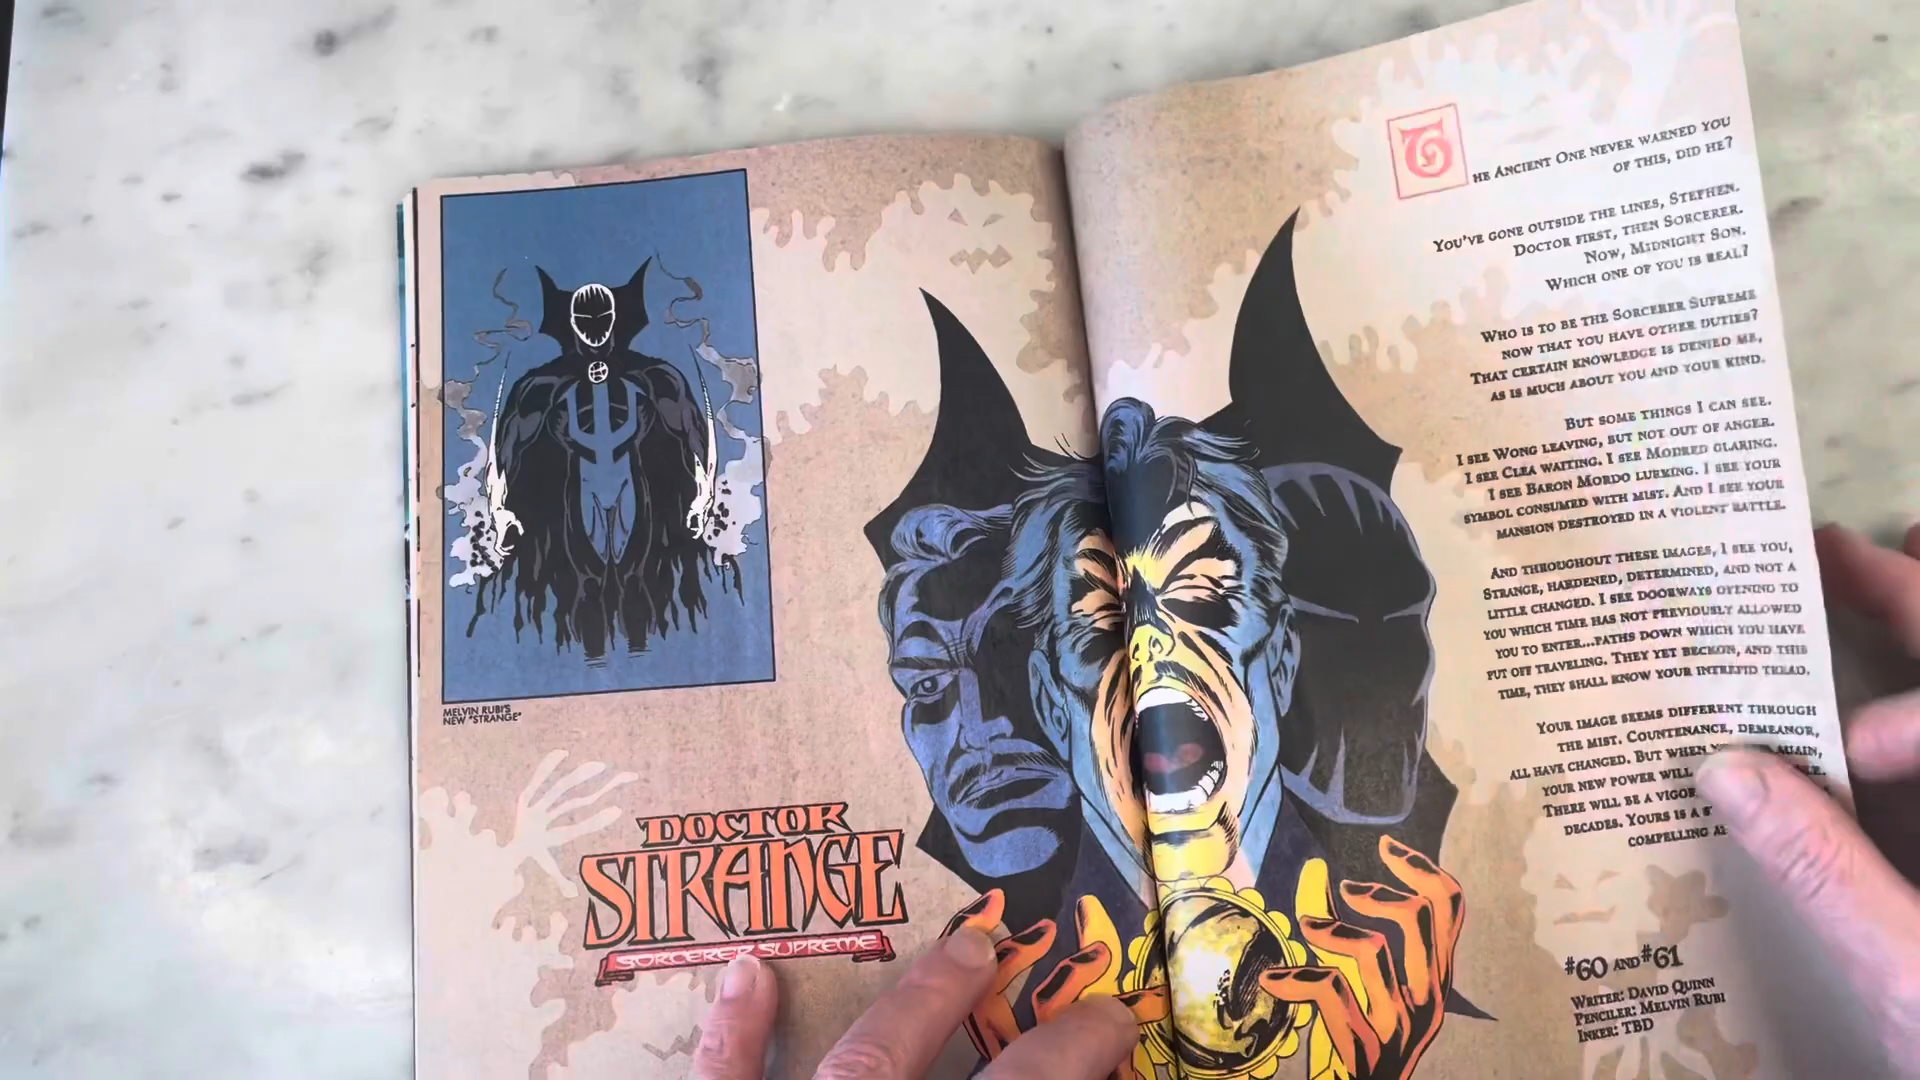 MELVIN RUBI'S
NEW "STRANGE"
DOCTOR
STRANGE
SORCERER SUPREME
THE ANCIENT ONE NEVER WARNED YOU
OF THIS, DID HE?
YOU'VE GONE OUTSIDE THE LINES, STEPHEN.
DOCTOR FIRST, THEN SORCERER.
NOW, MIDNIGHT SON.
WHICH ONE OF YOU IS REAL?
WHO IS TO BE THE SORCERER SUPREME
NOW THAT YOU HAVE OTHER DUTIES?
THAT CERTAIN KNOWLEDGE IS DENIED ME,
AS IS MUCH ABOUT YOU AND YOUR KIND.
BUT SOME THINGS I CAN SEE.
I SEE WONG LEAVING, BUT NOT OUT OF ANGER.
I SEE CLEA WAITING. I SEE MODRED GLARING.
I SEE BARON MORDO LURKING. I SEE YOUR
SYMBOL CONSUMED WITH MIST. AND I SEE YOUR
MANSION DESTROYED IN A VIOLENT BATTLE.
AND THROUGHOUT THESE IMAGES, I SEE YOU,
STRANGE, HARDENED, DETERMINED, AND NOT A
LITTLE CHANGED. I SEE DOORWAYS OPENING TO
YOU WHICH TIME HAS NOT PREVIOUSLY ALLOWED
YOU TO ENTER...PATHS DOWN WHICH YOU HAVE
PUT OFF TRAVELING. THEY YET BECKON, AND THIS
TIME, THEY SHALL KNOW YOUR INTREPID TREAD.
YOUR IMAGE SEEMS DIFFERENT THROUGH
THE MIST. COUNTENANCE, DEMEANOR,
ALL HAVE CHANGED. BUT WHEN AGAIN,
YOUR NEW POWER WILL
THERE WILL BE A VIGOR
DECADES. YOURS IS A
COMPELLING
#60 AND #61
WRITER: DAVID QUINN
PENCILER: MELVIN RUBI
INKER: TBD